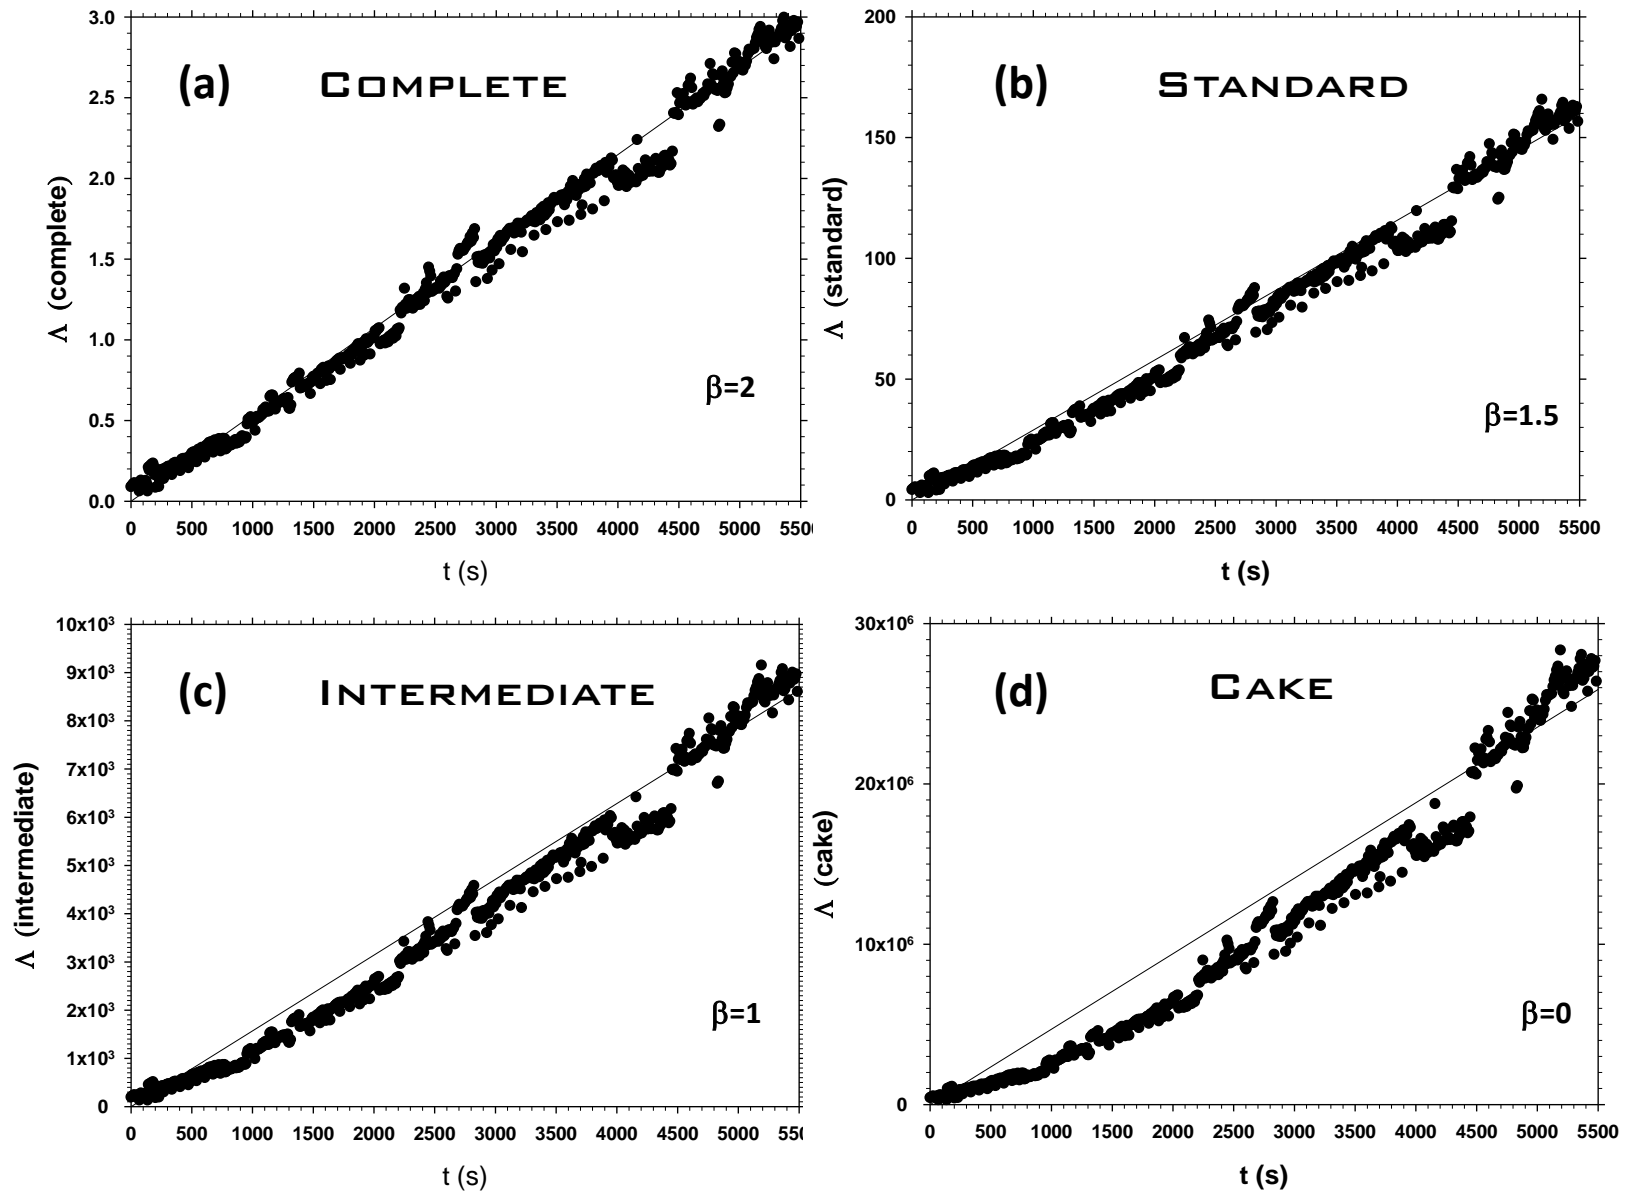 3.0
2.5
2.0
1.5
1.0
0.5
0.0
Λ (complete)
(a) COMPLETE
β=2
0 500 1000 1500 2000 2500 3000 3500 4000 4500 5000 550
t (s)
200
150
100
50
0
Λ (standard)
(b) STANDARD
β=1.5
0 500 1000 1500 2000 2500 3000 3500 4000 4500 5000 5500
t (s)
10x10³
9x10³
8x10³
7x10³
6x10³
5x10³
4x10³
3x10³
2x10³
1x10³
0
Λ (intermediate)
(c) INTERMEDIATE
β=1
0 500 1000 1500 2000 2500 3000 3500 4000 4500 5000
t (s)
30x10⁶
20x10⁶
10x10⁶
0
Λ (cake)
(d) CAKE
β=0
0 500 1000 1500 2000 2500 3000 3500 4000 4500 5000 5500
t (s)